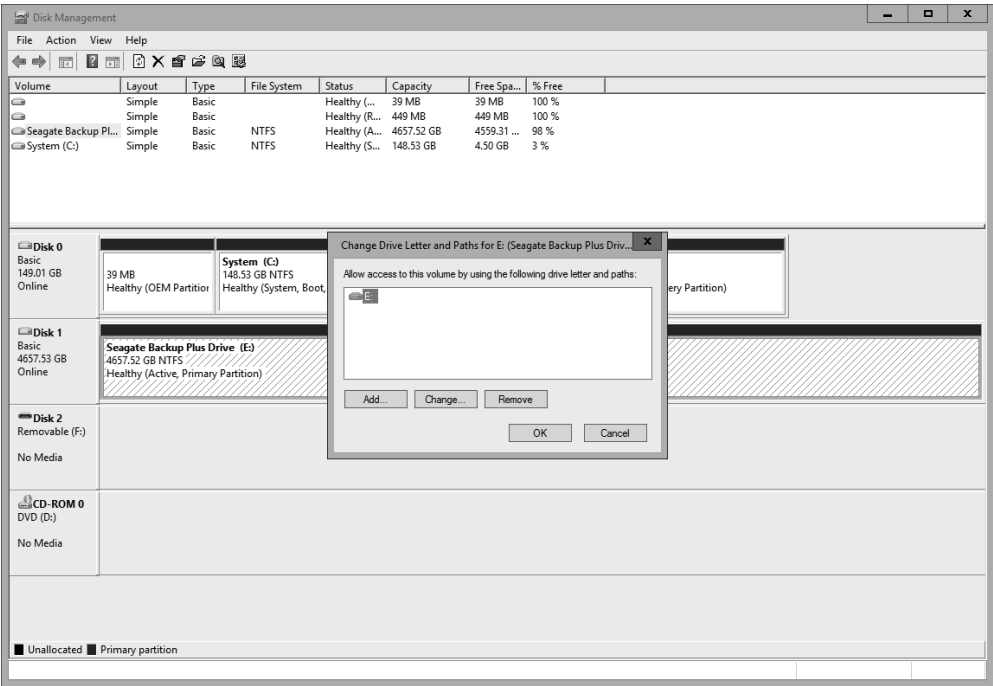 Disk Management
File Action View Help
Volume Layout Type File System Status Capacity Free Spa... % Free
Simple Basic Healthy (... 39 MB 39 MB 100 %
Simple Basic Healthy (R... 449 MB 449 MB 100 %
Seagate Backup Pl... Simple Basic NTFS Healthy (A... 4657.52 GB 4559.31 ... 98 %
System (C:) Simple Basic NTFS Healthy (S... 148.53 GB 4.50 GB 3 %
Disk 0
Basic
149.01 GB
Online
39 MB
Healthy (OEM Partition
System (C:)
148.53 GB NTFS
Healthy (System, Boot,
ery Partition)
Disk 1
Basic
4657.53 GB
Online
Seagate Backup Plus Drive (E:)
4657.52 GB NTFS
Healthy (Active, Primary Partition)
Disk 2
Removable (F:)
No Media
CD-ROM 0
DVD (D:)
No Media
Change Drive Letter and Paths for E: (Seagate Backup Plus Driv... x
Allow access to this volume by using the following drive letter and paths:
E:
Add... Change... Remove
OK Cancel
Unallocated Primary partition